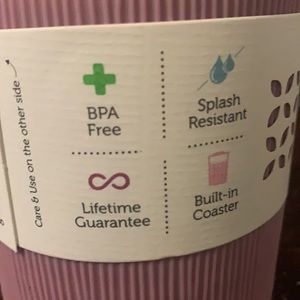 Care & Use on the other side
BPA
Free
Splash
Resistant
Lifetime
Guarantee
Built-in
Coaster